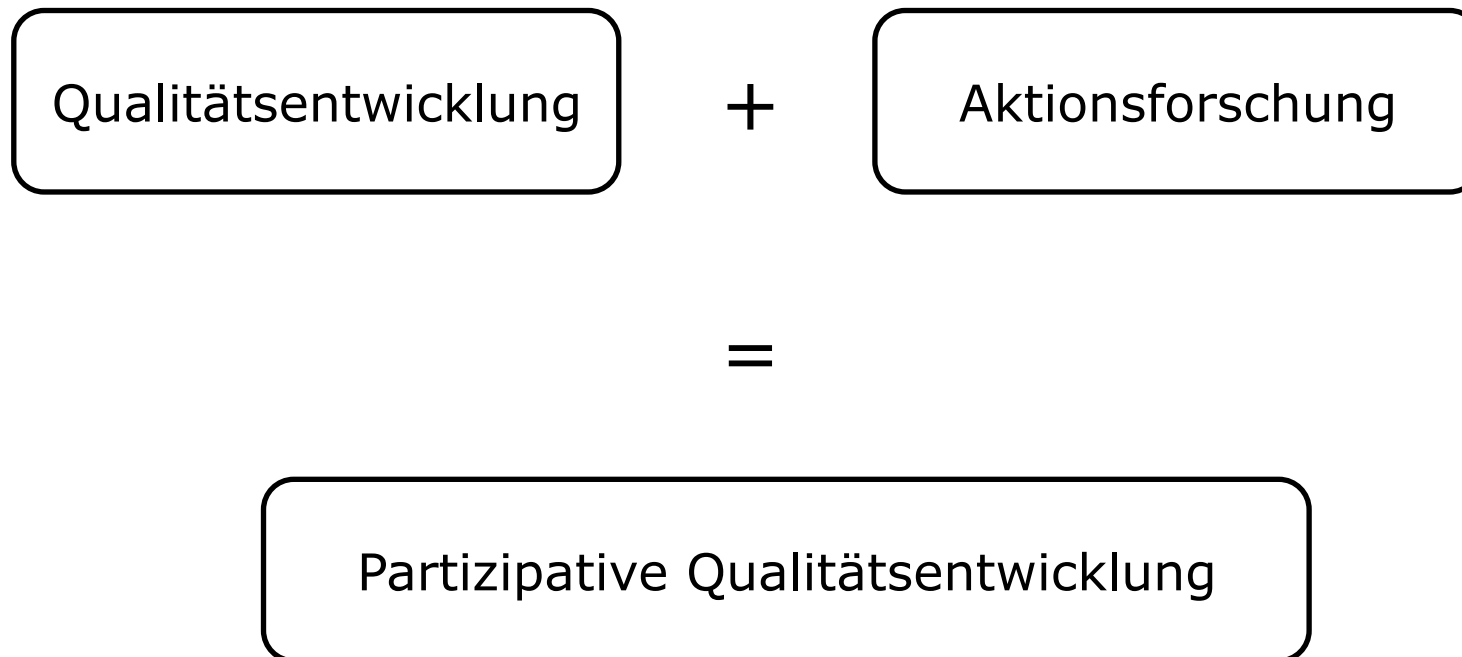 Qualitätsentwicklung + Aktionsforschung
=
Partizipative Qualitätsentwicklung